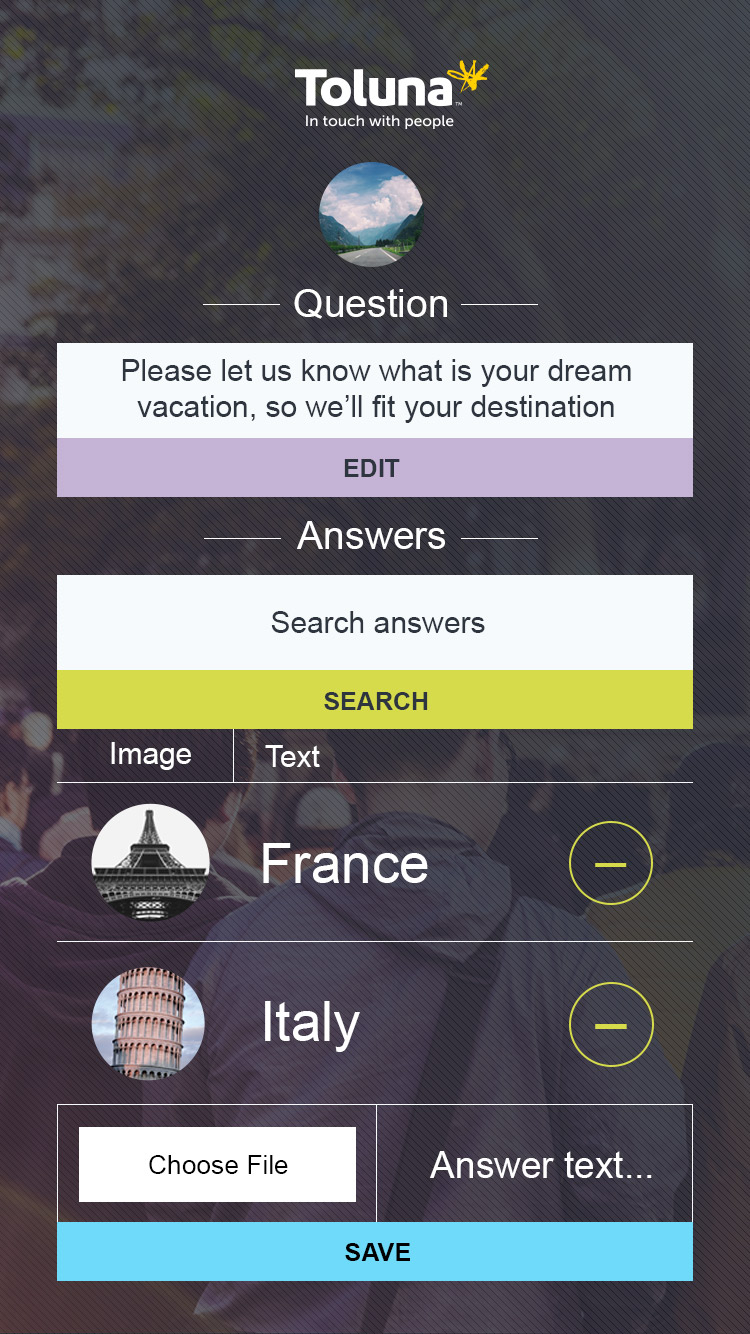 Toluna™
In touch with people
Question
Please let us know what is your dream
vacation, so we’ll fit your destination
EDIT
Answers
Search answers
SEARCH
Image Text
France
Italy
Choose File Answer text...
SAVE